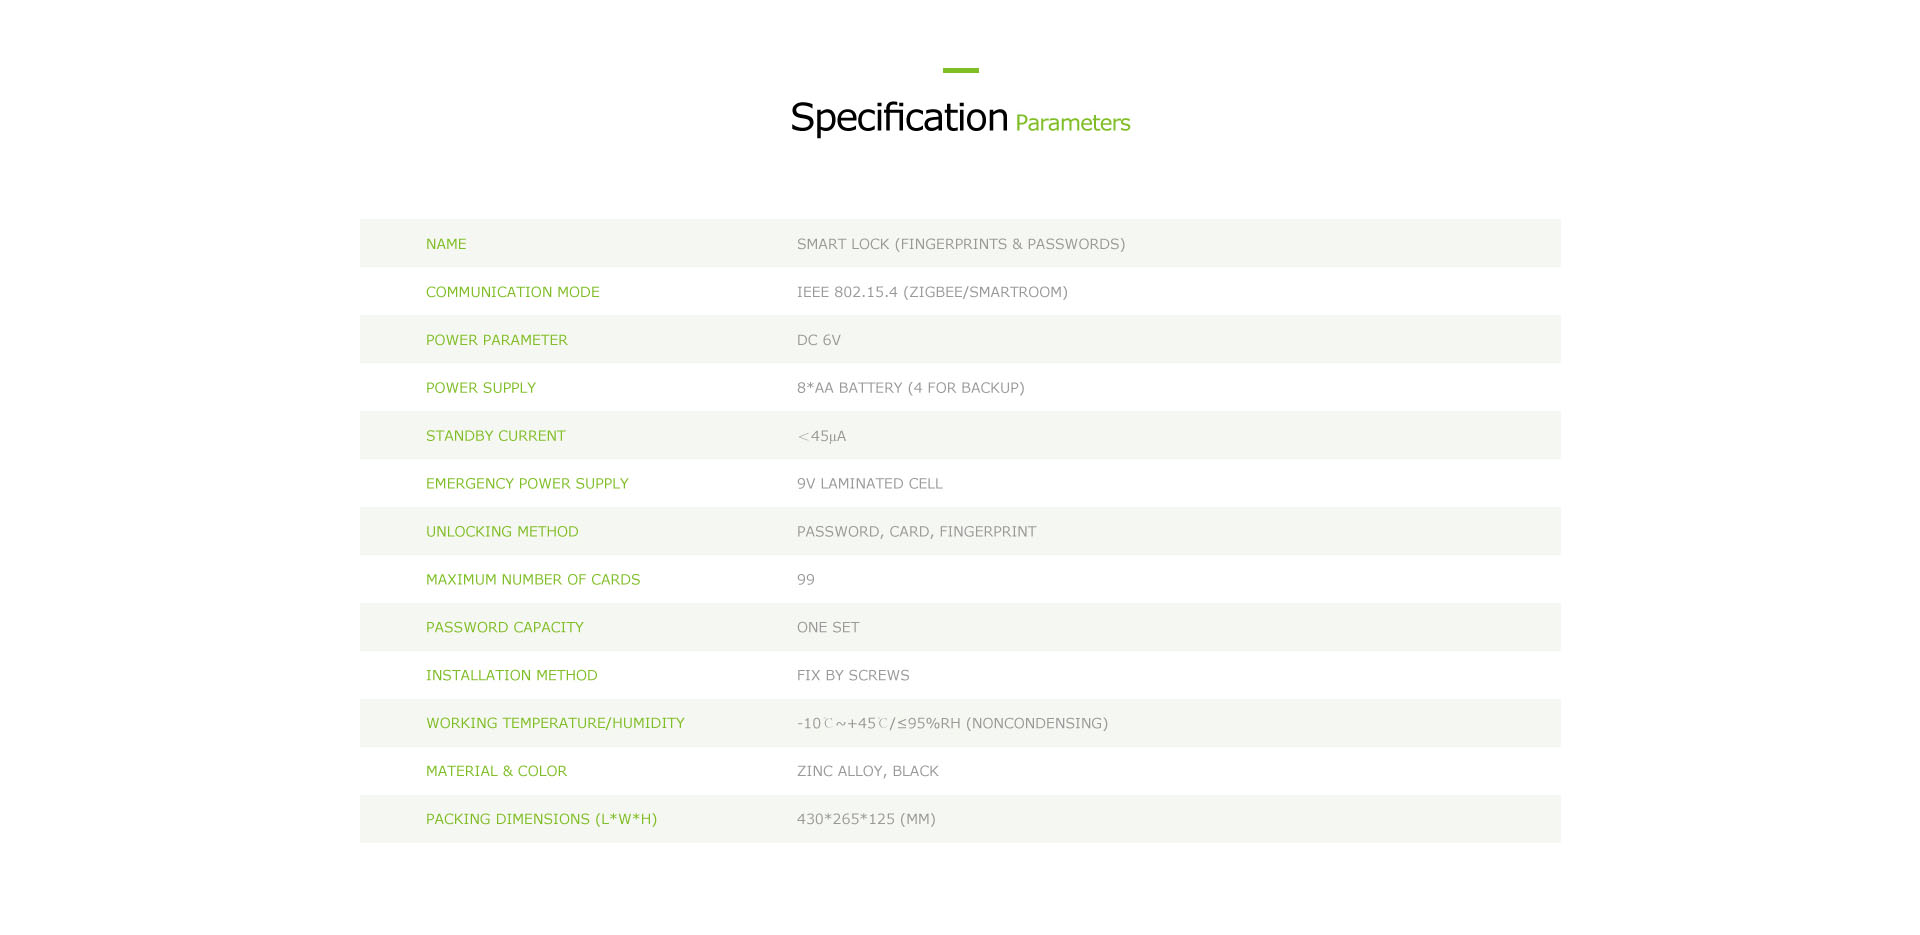 Specification Parameters
NAME SMART LOCK (FINGERPRINTS & PASSWORDS)
COMMUNICATION MODE IEEE 802.15.4 (ZIGBEE/SMARTROOM)
POWER PARAMETER DC 6V
POWER SUPPLY 8*AA BATTERY (4 FOR BACKUP)
STANDBY CURRENT ＜45μA
EMERGENCY POWER SUPPLY 9V LAMINATED CELL
UNLOCKING METHOD PASSWORD, CARD, FINGERPRINT
MAXIMUM NUMBER OF CARDS 99
PASSWORD CAPACITY ONE SET
INSTALLATION METHOD FIX BY SCREWS
WORKING TEMPERATURE/HUMIDITY -10℃~+45℃/≤95%RH (NONCONDENSING)
MATERIAL & COLOR ZINC ALLOY, BLACK
PACKING DIMENSIONS (L*W*H) 430*265*125 (MM)